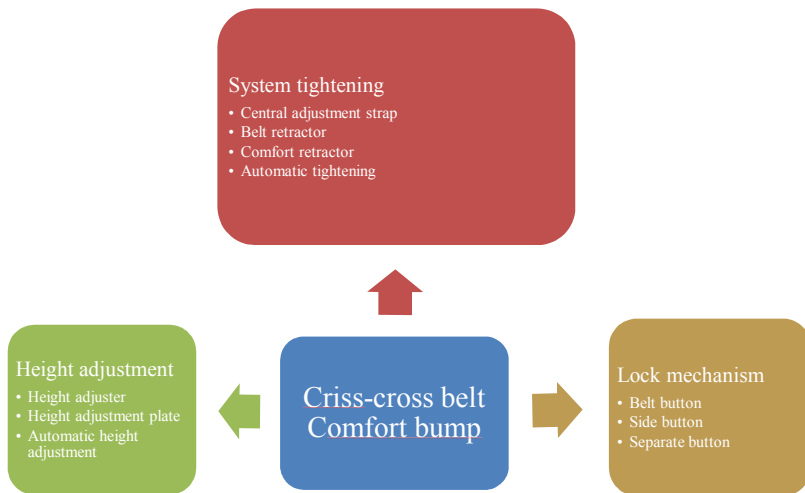 System tightening
• Central adjustment strap
• Belt retractor
• Comfort retractor
• Automatic tightening
Height adjustment
• Height adjuster
• Height adjustment plate
• Automatic height
adjustment
Criss-cross belt
Comfort bump
Lock mechanism
• Belt button
• Side button
• Separate button